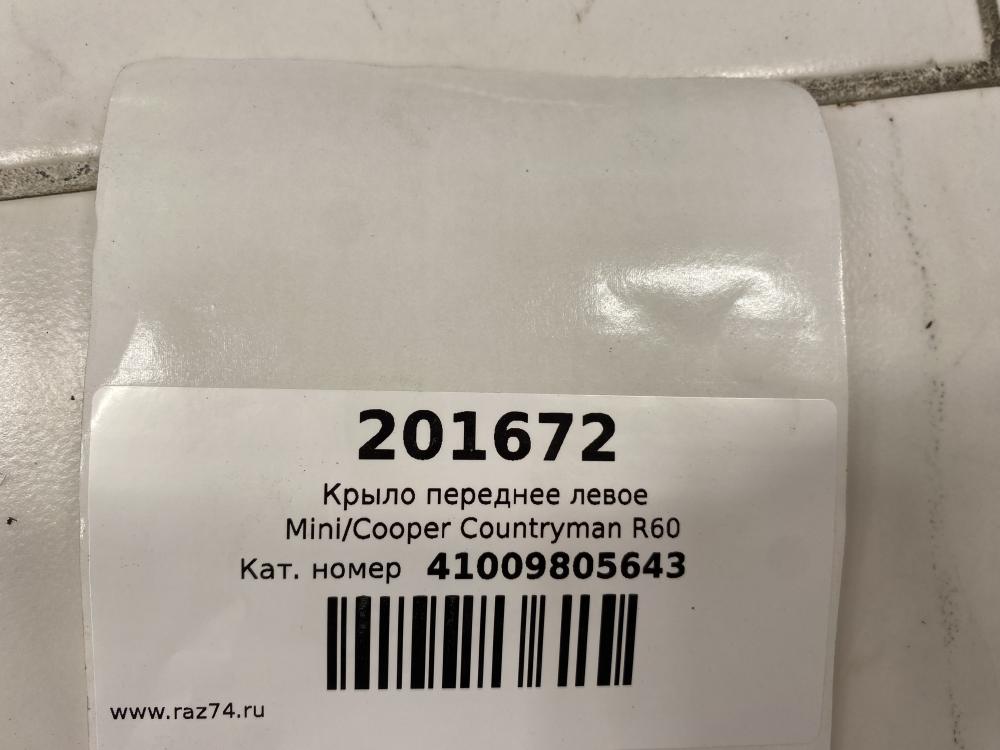 201672
Крыло переднее левое
Mini/Cooper Countryman R60
Кат. номер 41009805643
www.raz74.ru